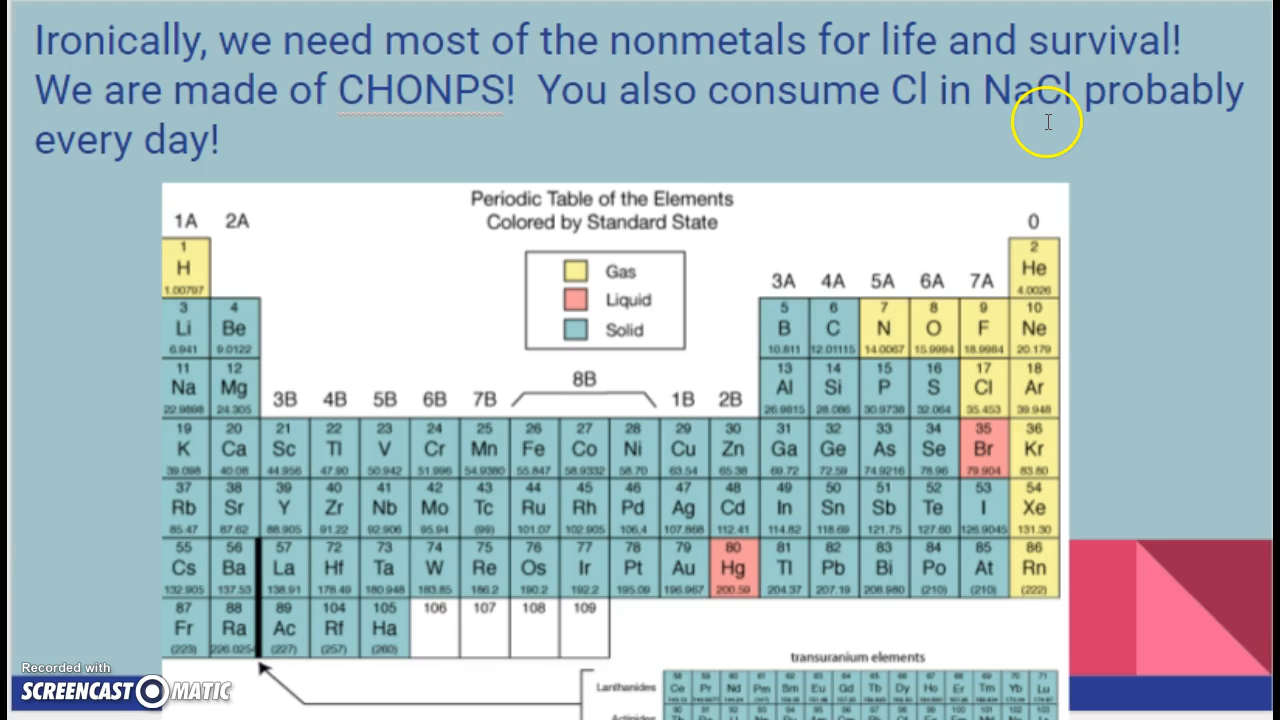 Ironically, we need most of the nonmetals for life and survival!
We are made of CHONPS! You also consume Cl in NaCl probably
every day!
Periodic Table of the Elements
Colored by Standard State
1A 2A 0
Gas
Liquid
Solid
3A 4A 5A 6A 7A
1 2
H He
1.00797 4.0026
3 4 5 6 7 8 9 10
Li Be B C N O F Ne
6.941 9.0122 10.811 12.01115 14.0067 15.9994 18.9984 20.179
8B
11 12 13 14 15 16 17 18
Na Mg Al Si P S Cl Ar
22.9898 24.305 26.9815 28.086 30.9738 32.064 35.453 39.948
3B 4B 5B 6B 7B 1B 2B
19 20 21 22 23 24 25 26 27 28 29 30 31 32 33 34 35 36
K Ca Sc TI V Cr Mn Fe Co Ni Cu Zn Ga Ge As Se Br Kr
39.098 40.08 44.956 47.90 50.942 51.996 54.9380 55.847 58.9332 58.70 63.54 65.38 69.72 72.59 74.9216 78.96 79.904 83.80
37 38 39 40 41 42 43 44 45 46 47 48 49 50 51 52 53 54
Rb Sr Y Zr Nb Mo Tc Ru Rh Pd Ag Cd In Sn Sb Te I Xe
85.47 87.62 88.905 91.22 92.906 95.94 (99) 101.07 102.905 106.4 107.868 112.41 114.82 118.69 121.75 127.60 126.9045 131.30
55 56 57 72 73 74 75 76 77 78 79 80 81 82 83 84 85 86
Cs Ba La Hf Ta W Re Os Ir Pt Au Hg Tl Pb Bi Po At Rn
132.905 137.53 138.91 178.49 180.948 183.85 186.2 190.2 192.2 195.09 196.967 200.59 204.37 207.19 208.980 (210) (210) (222)
87 88 89 104 105 106 107 108 109
Fr Ra Ac Rf Ha
(223) 226.0254 (227) (257) (260)
transuranium elements
Lanthanides
58 59 60 61 62 63 64 65 66 67 68 69 70 71
Ce Pr Nd Pm Sm Eu Gd Tb Dy Ho Er Tm Yb Lu
Actinides
Recorded with
SCREENCAST MATIC